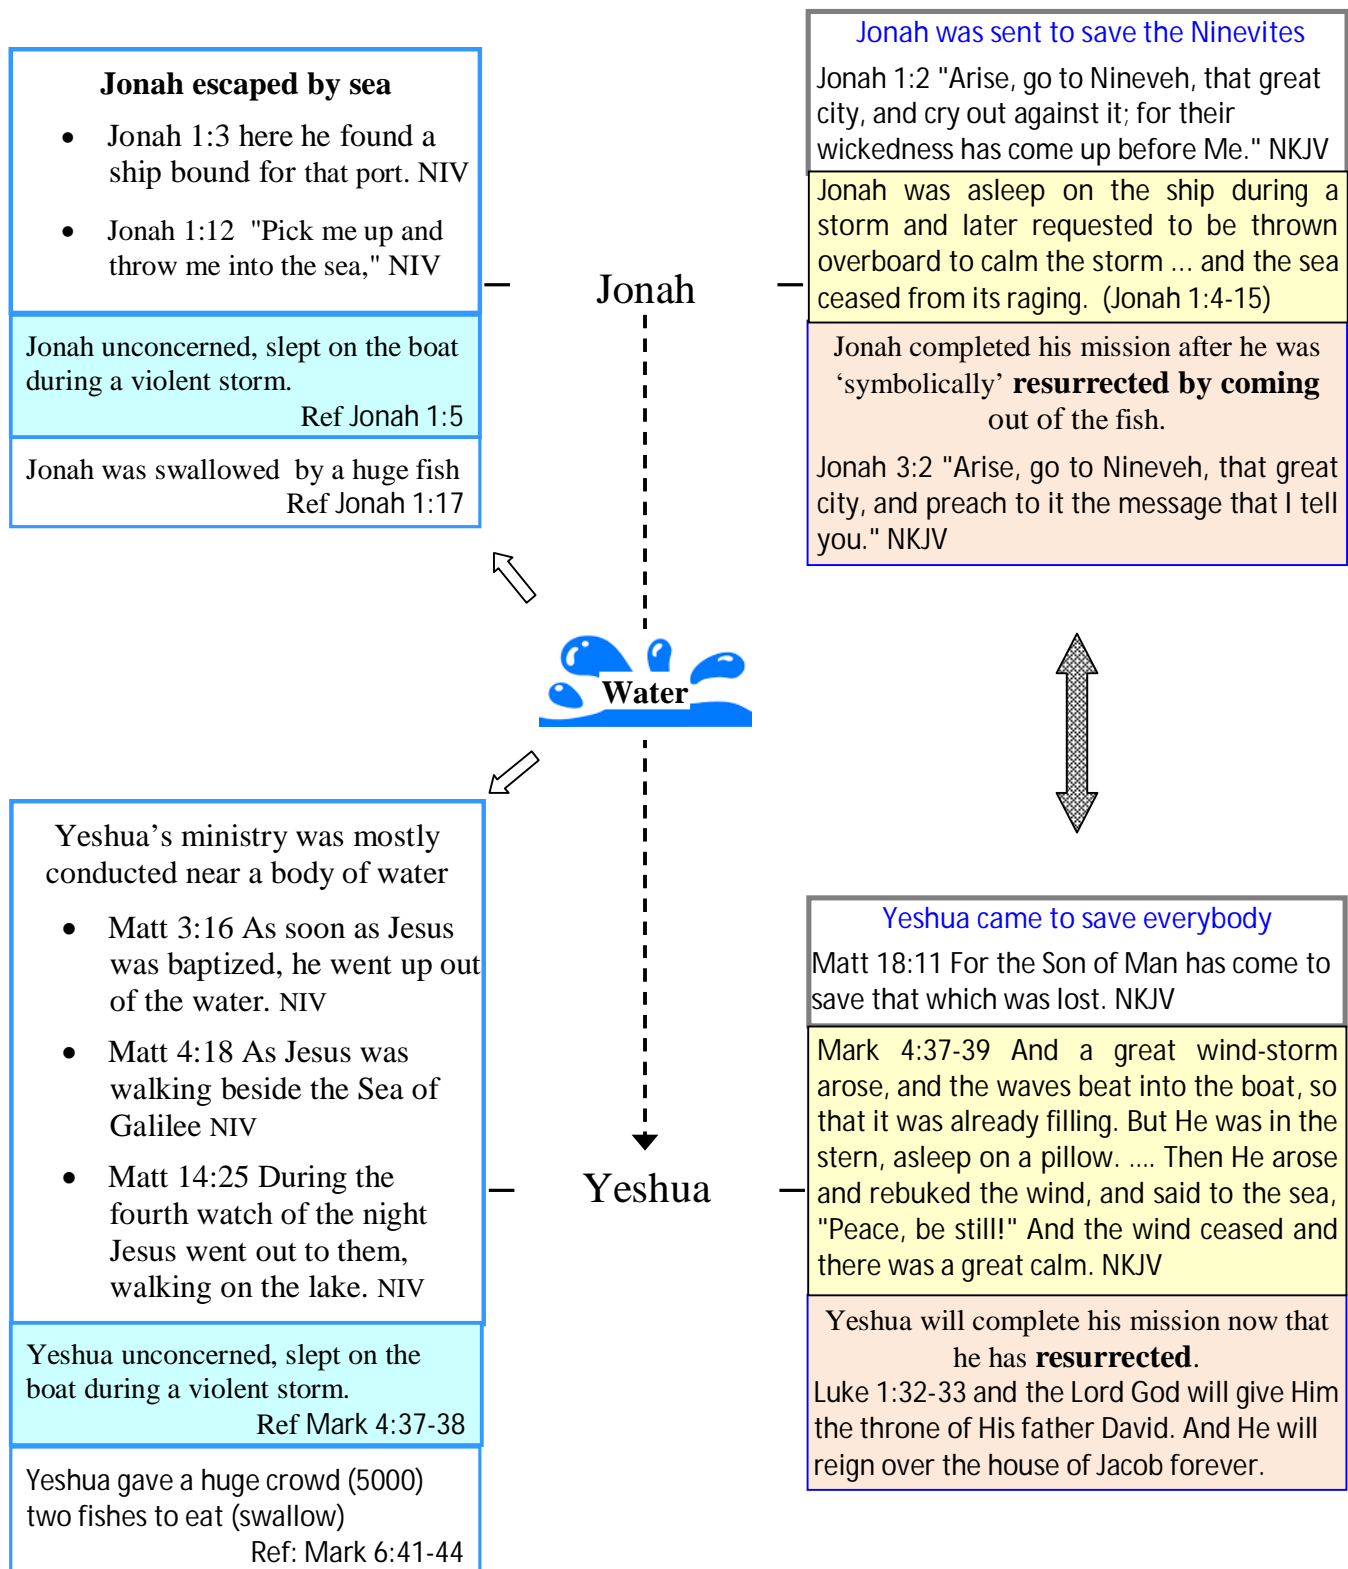 Jonah escaped by sea
• Jonah 1:3 here he found a
ship bound for that port. NIV
• Jonah 1:12 "Pick me up and
throw me into the sea," NIV
Jonah unconcerned, slept on the boat
during a violent storm.
Ref Jonah 1:5
Jonah was swallowed by a huge fish
Ref Jonah 1:17
Jonah
Jonah was sent to save the Ninevites
Jonah 1:2 "Arise, go to Nineveh, that great
city, and cry out against it; for their
wickedness has come up before Me." NKJV
Jonah was asleep on the ship during a
storm and later requested to be thrown
overboard to calm the storm ... and the sea
ceased from its raging. (Jonah 1:4-15)
Jonah completed his mission after he was
‘symbolically’ resurrected by coming
out of the fish.
Jonah 3:2 "Arise, go to Nineveh, that great
city, and preach to it the message that I tell
you." NKJV
Water
Yeshua’s ministry was mostly
conducted near a body of water
• Matt 3:16 As soon as Jesus
was baptized, he went up out
of the water. NIV
• Matt 4:18 As Jesus was
walking beside the Sea of
Galilee NIV
• Matt 14:25 During the
fourth watch of the night
Jesus went out to them,
walking on the lake. NIV
Yeshua unconcerned, slept on the
boat during a violent storm.
Ref Mark 4:37-38
Yeshua gave a huge crowd (5000)
two fishes to eat (swallow)
Ref: Mark 6:41-44
Yeshua
Yeshua came to save everybody
Matt 18:11 For the Son of Man has come to
save that which was lost. NKJV
Mark 4:37-39 And a great wind-storm
arose, and the waves beat into the boat, so
that it was already filling. But He was in the
stern, asleep on a pillow. .... Then He arose
and rebuked the wind, and said to the sea,
"Peace, be still!" And the wind ceased and
there was a great calm. NKJV
Yeshua will complete his mission now that
he has resurrected.
Luke 1:32-33 and the Lord God will give Him
the throne of His father David. And He will
reign over the house of Jacob forever.